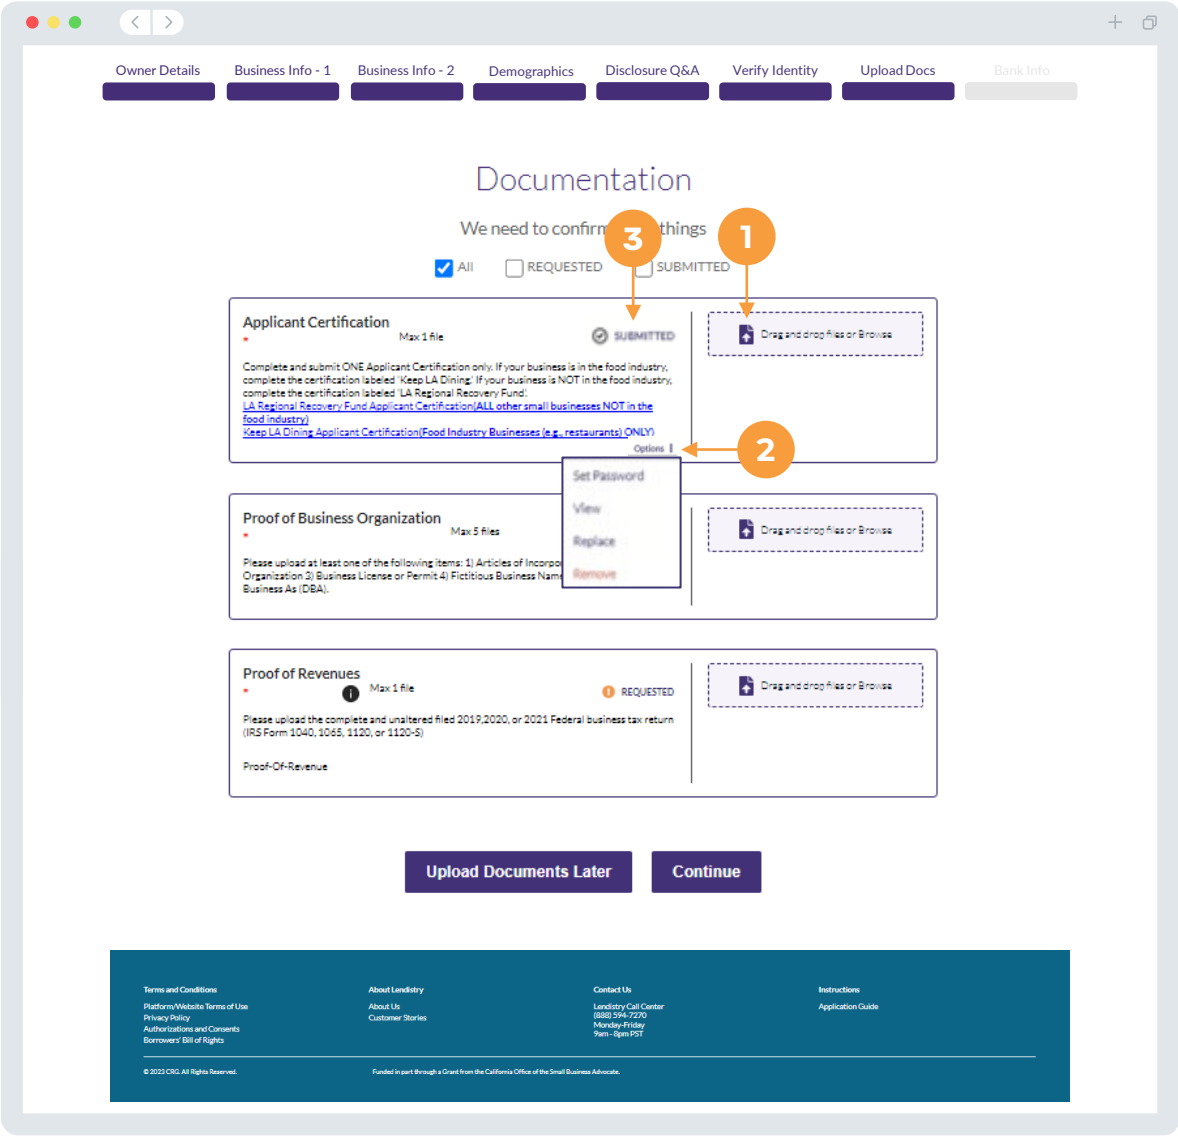 Owner Details
Business Info - 1
Business Info - 2
Demographics
Disclosure Q&A
Verify Identity
Upload Docs
Bank Info
Documentation
We need to confirm things
3
1
All
REQUESTED
SUBMITTED
Applicant Certification
* Max 1 file
SUBMITTED
Drag and drop files or Browse
Complete and submit ONE Applicant Certification only. If your business is in the food industry,
complete the certification labeled 'Keep LA Dining.' If your business is NOT in the food industry,
complete the certification labeled 'LA Regional Recovery Fund'.
LA Regional Recovery Fund Applicant Certification(ALL other small businesses NOT in the
food industry)
Keep LA Dining Applicant Certification(Food Industry Businesses (e.g., restaurants) ONLY)
Options
2
Set Password
View
Replace
Remove
Proof of Business Organization
* Max 5 files
Drag and drop files or Browse
Please upload at least one of the following items: 1) Articles of Incorpo
Organization 3) Business License or Permit 4) Fictitious Business Name
Business As (DBA).
Proof of Revenues
* i Max 1 file
REQUESTED
Drag and drop files or Browse
Please upload the complete and unaltered filed 2019,2020, or 2021 Federal business tax return
(IRS Form 1040, 1065, 1120, or 1120-S)
Proof-Of-Revenue
Upload Documents Later
Continue
Terms and Conditions
Platform/Website Terms of Use
Privacy Policy
Authorizations and Consents
Borrowers' Bill of Rights
About Lendistry
About Us
Customer Stories
Contact Us
Lendistry Call Center
(888) 594-7270
Monday-Friday
9am - 8pm PST
Instructions
Application Guide
© 2023 CRG. All Rights Reserved.
Funded in part through a Grant from the California Office of the Small Business Advocate.